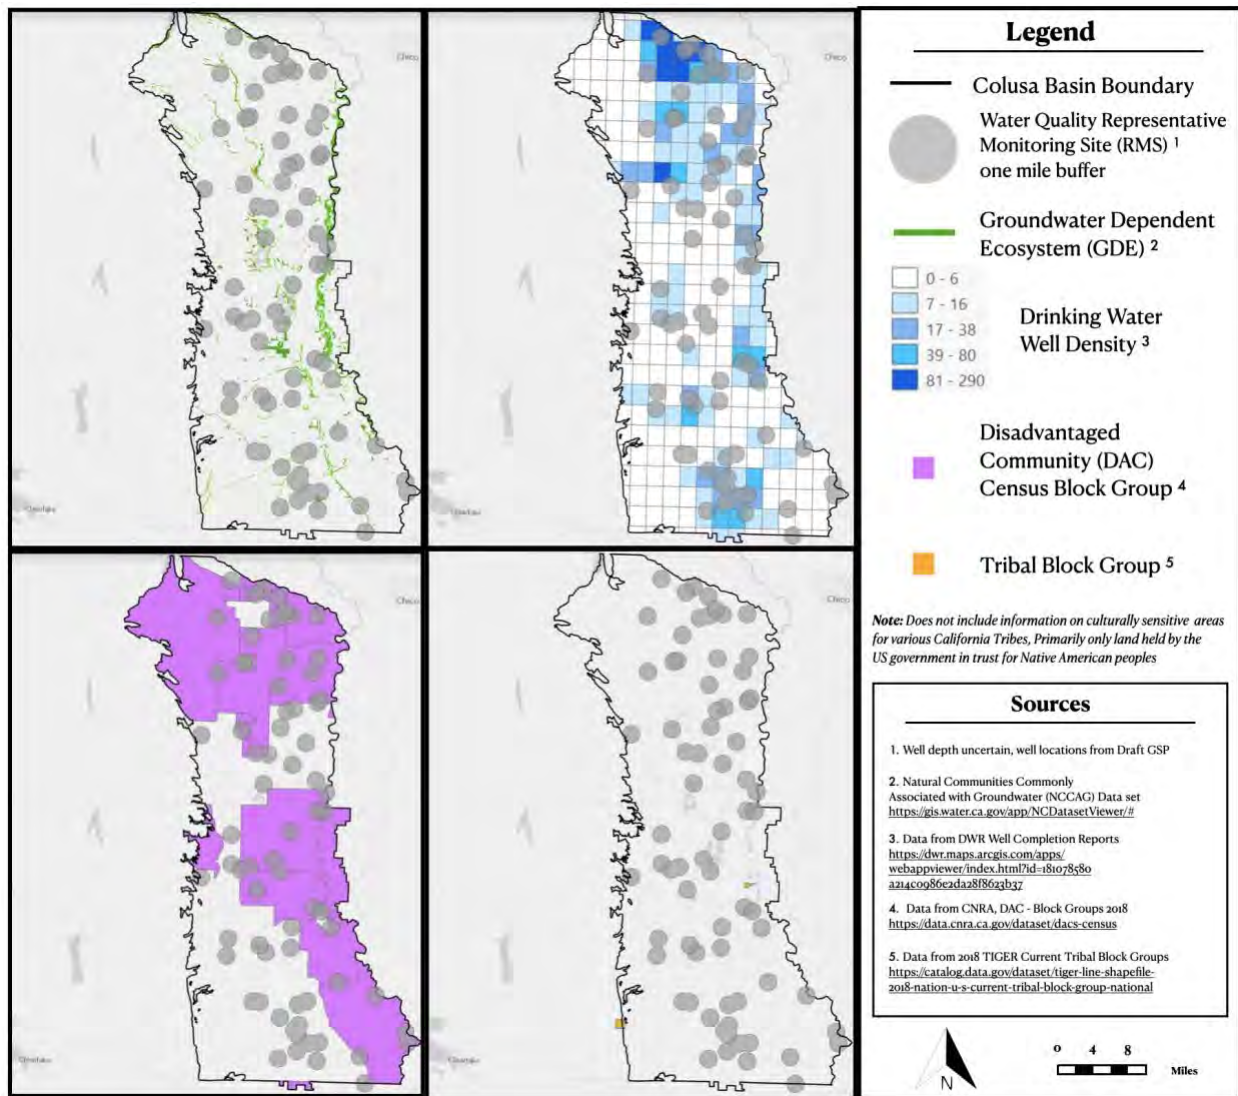 Chico
Chico
Clearlake
Chico
Chico
Clearlake
Legend
Colusa Basin Boundary
Water Quality Representative
Monitoring Site (RMS) 1
one mile buffer
Groundwater Dependent
Ecosystem (GDE) 2
0 - 6
7 - 16
17 - 38
39 - 80
81 - 290
Drinking Water
Well Density 3
Disadvantaged
Community (DAC)
Census Block Group 4
Tribal Block Group 5
Note: Does not include information on culturally sensitive areas
for various California Tribes, Primarily only land held by the
US government in trust for Native American peoples
Sources
1. Well depth uncertain, well locations from Draft GSP
2. Natural Communities Commonly
Associated with Groundwater (NCCAG) Data set
https://gis.water.ca.gov/app/NCDatasetViewer/#
3. Data from DWR Well Completion Reports
https://dwr.maps.arcgis.com/apps/
webappviewer/index.html?id=181078580
a214c0986e2da28f8623b37
4. Data from CNRA, DAC - Block Groups 2018
https://data.cnra.ca.gov/dataset/dacs-census
5. Data from 2018 TIGER Current Tribal Block Groups
https://catalog.data.gov/dataset/tiger-line-shapefile-
2018-nation-u-s-current-tribal-block-group-national
N
0 4 8
Miles